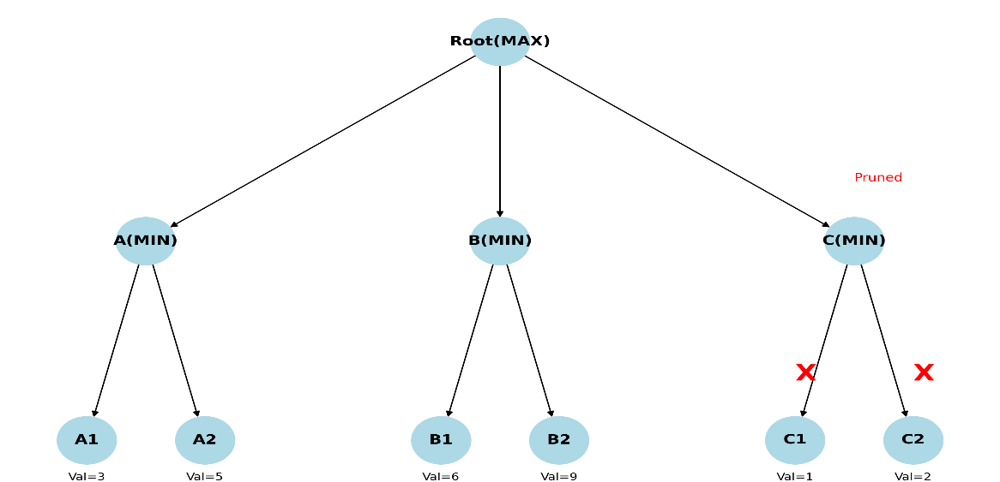 Root(MAX)
Pruned
A(MIN)
B(MIN)
C(MIN)
X
X
A1
A2
B1
B2
C1
C2
Val=3
Val=5
Val=6
Val=9
Val=1
Val=2